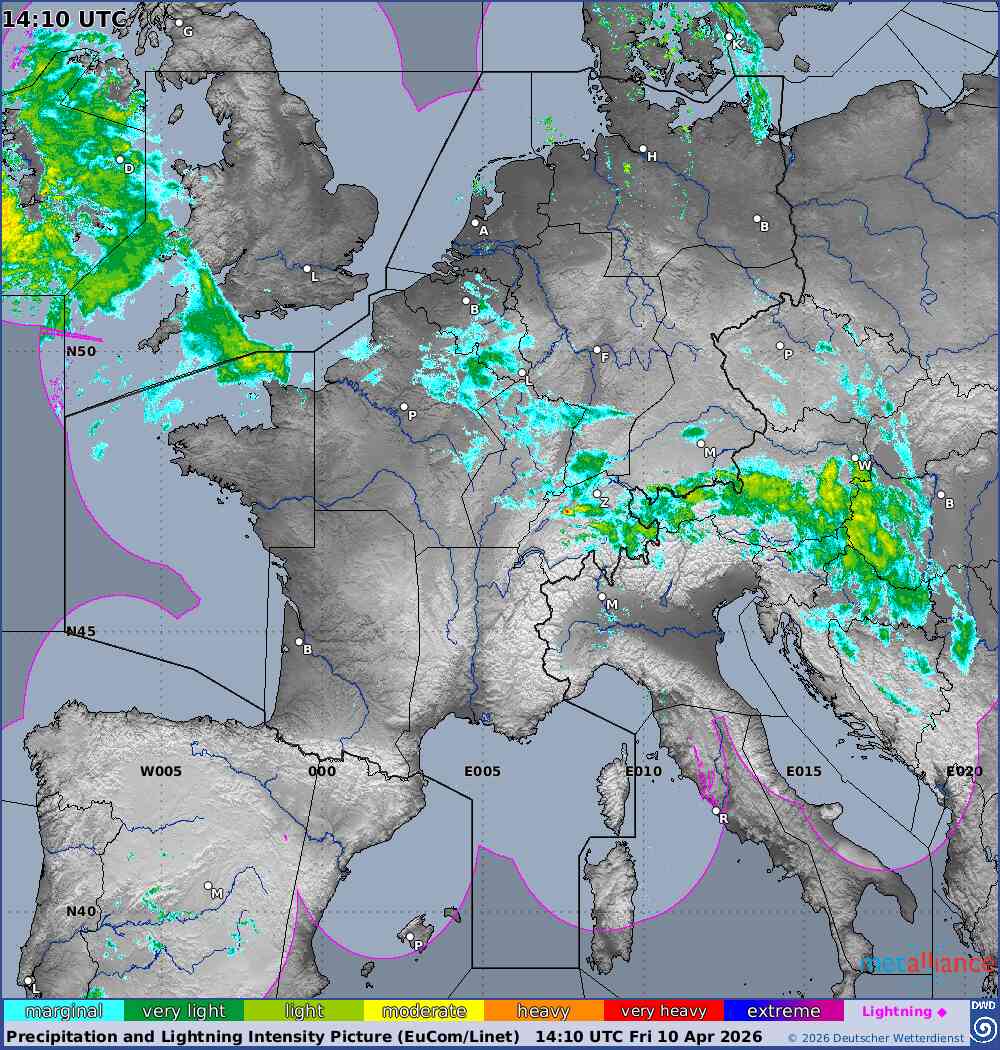 14:10 UTC
G
K
D
H
A
B
L
B
N50
F
P
L
P
M
W
Z
B
M
N45
B
W005
000
E005
E010
E015
E020
R
M
N40
P
L
metalliance
marginal
very light
light
moderate
heavy
very heavy
extreme
Lightning ◆
DWD
Precipitation and Lightning Intensity Picture (EuCom/Linet) 14:10 UTC Fri 10 Apr 2026 © 2026 Deutscher Wetterdienst